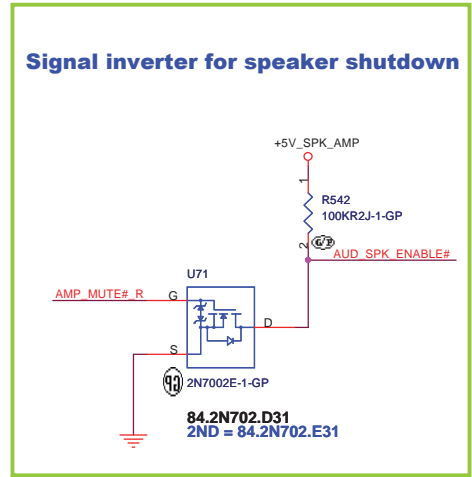 Signal inverter for speaker shutdown
+5V_SPK_AMP
1
R542
100KR2J-1-GP
2
G/P
AUD_SPK_ENABLE#
U71
AMP_MUTE#_R
G
D
S
GP
2N7002E-1-GP
84.2N702.D31
2ND = 84.2N702.E31